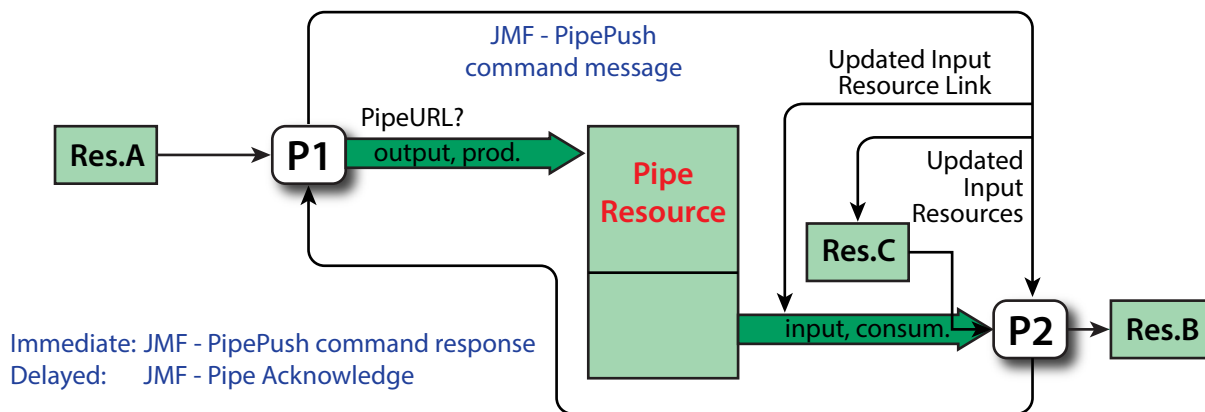 JMF - PipePush
command message
Updated Input
Resource Link
PipeURL?
Res.A
P1
output, prod.
Pipe
Resource
Updated
Input
Resources
Res.C
input, consum.
P2
Res.B
Immediate: JMF - PipePush command response
Delayed: JMF - Pipe Acknowledge